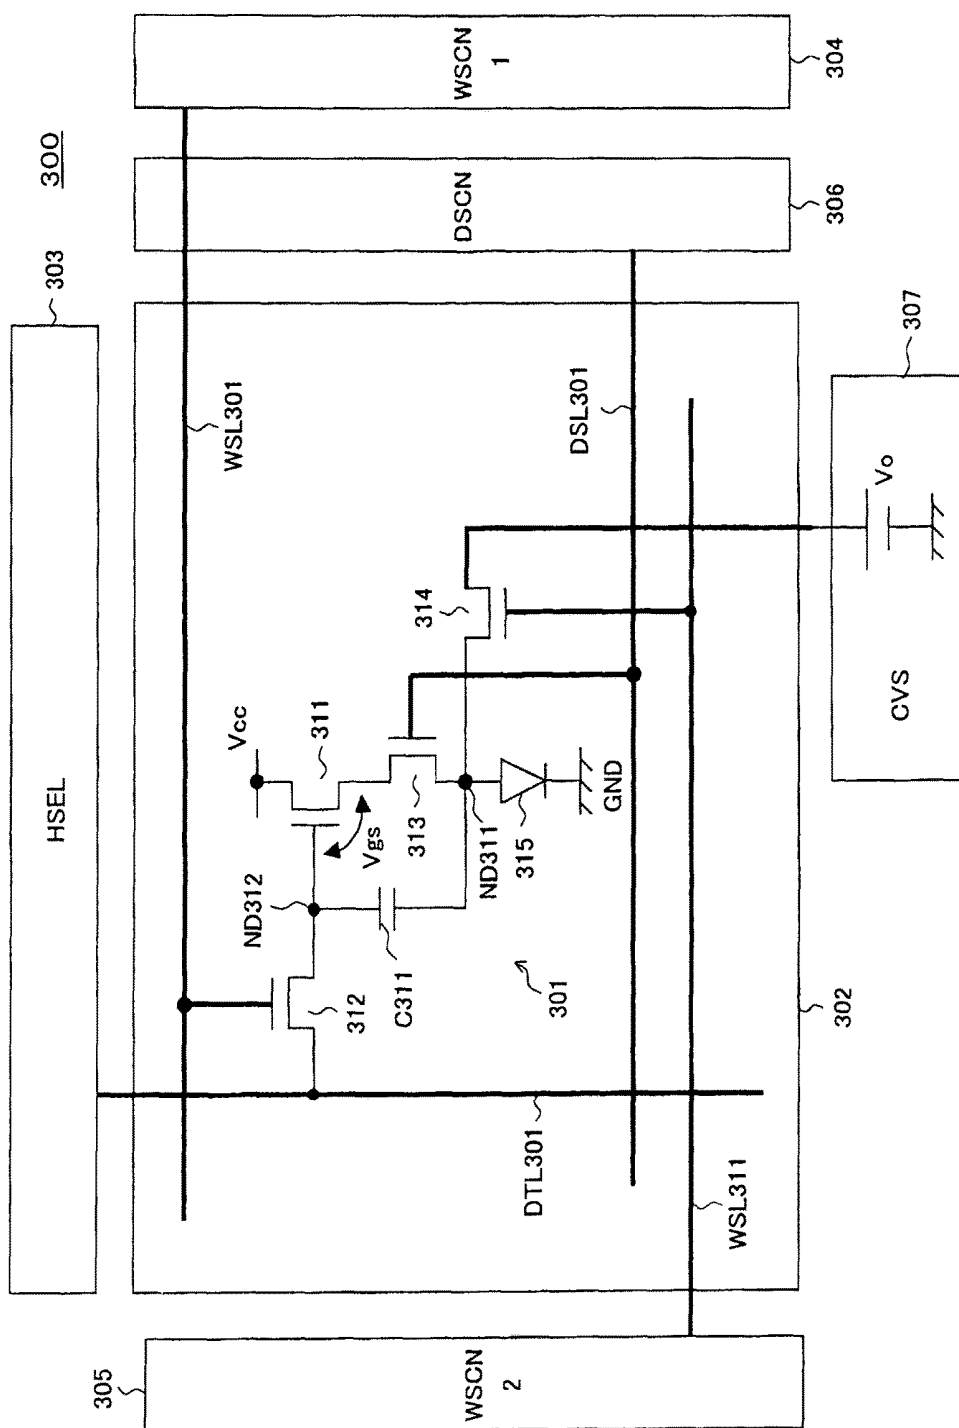 300
303
HSEL
305
WSCN
2
DSCN
306
WSCN
1
304
WSL301
Vcc
311
ND312
Vgs
312
C311
313
314
ND311
315
GND
301
DSL301
DTL301
WSL311
302
307
CVS
Vo